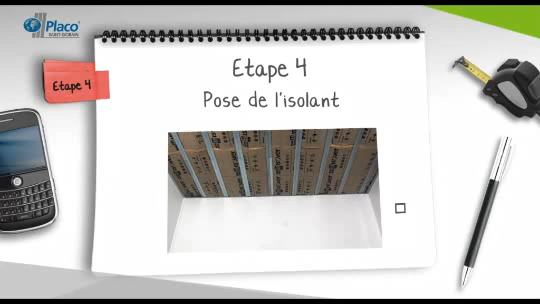 Placo
SAINT-GOBAIN
Etape 4
Etape 4
Pose de l'isolant